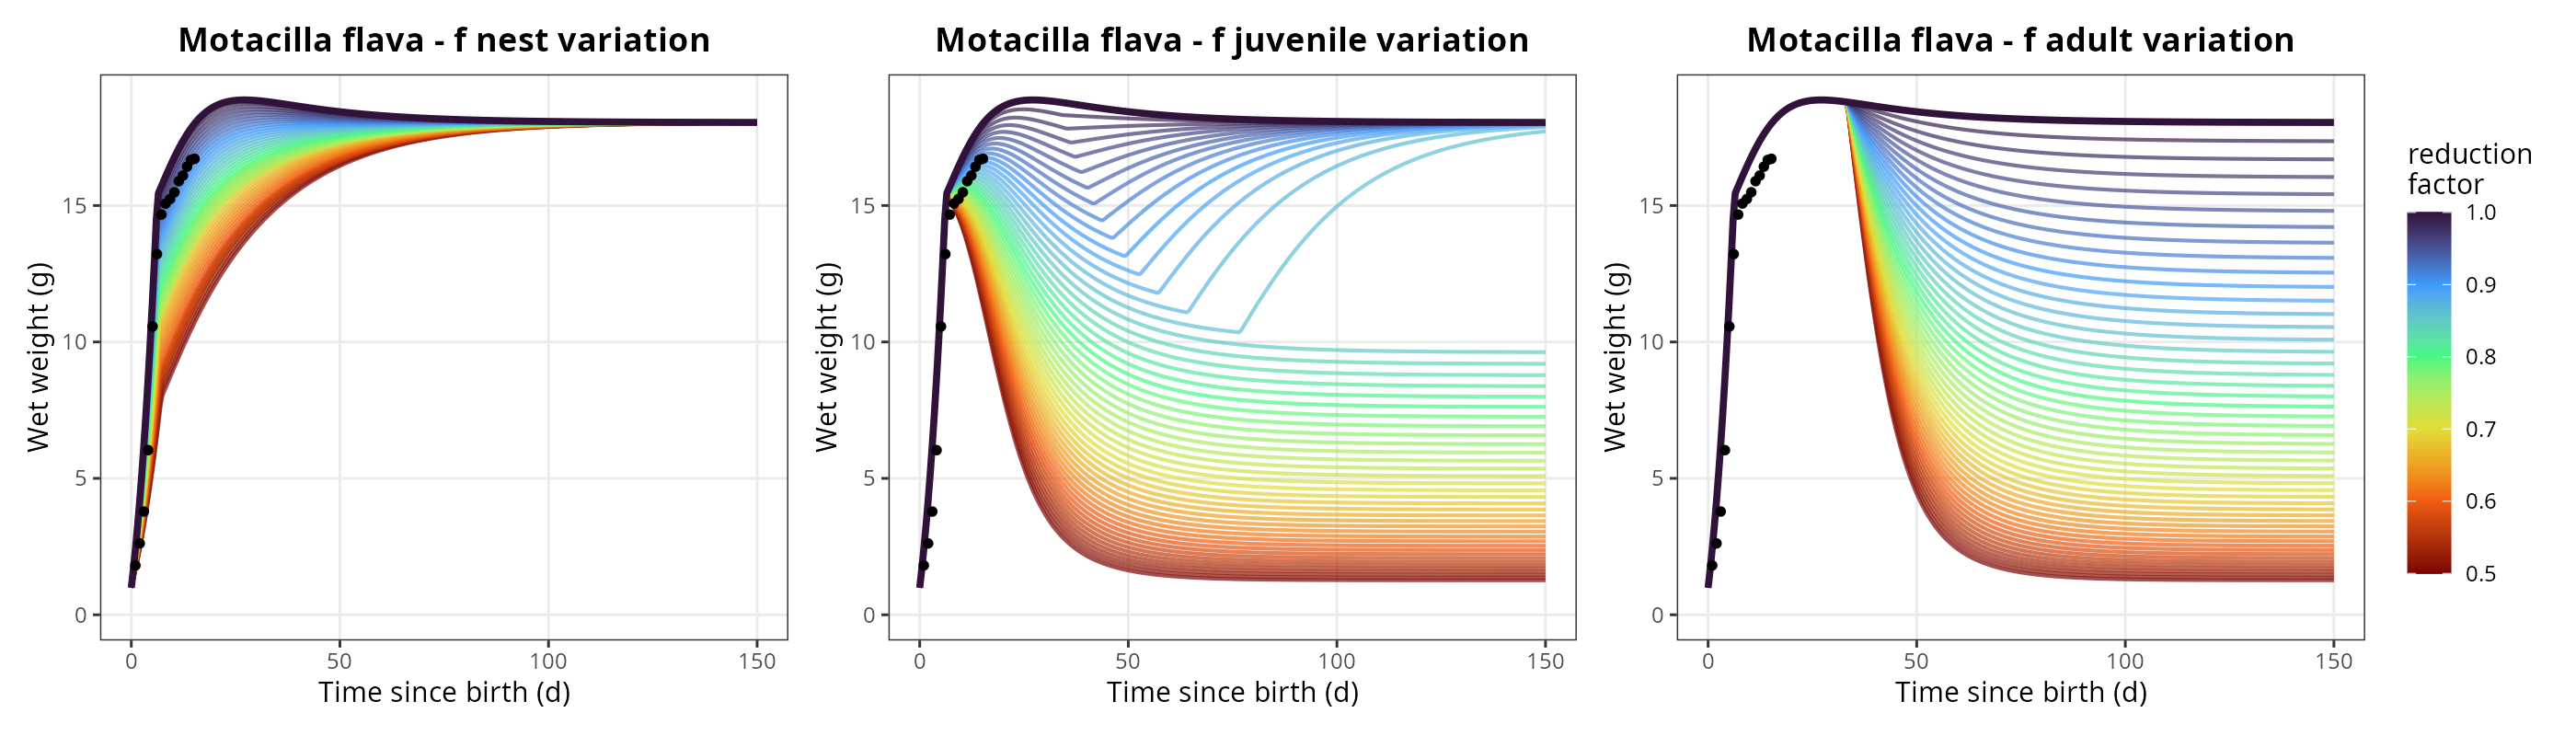 Motacilla flava - f nest variation
Wet weight (g)
15
10
5
0
0 50 100 150
Time since birth (d)
Motacilla flava - f juvenile variation
Wet weight (g)
15
10
5
0
0 50 100 150
Time since birth (d)
Motacilla flava - f adult variation
Wet weight (g)
15
10
5
0
0 50 100 150
Time since birth (d)
reduction
factor
1.0
0.9
0.8
0.7
0.6
0.5